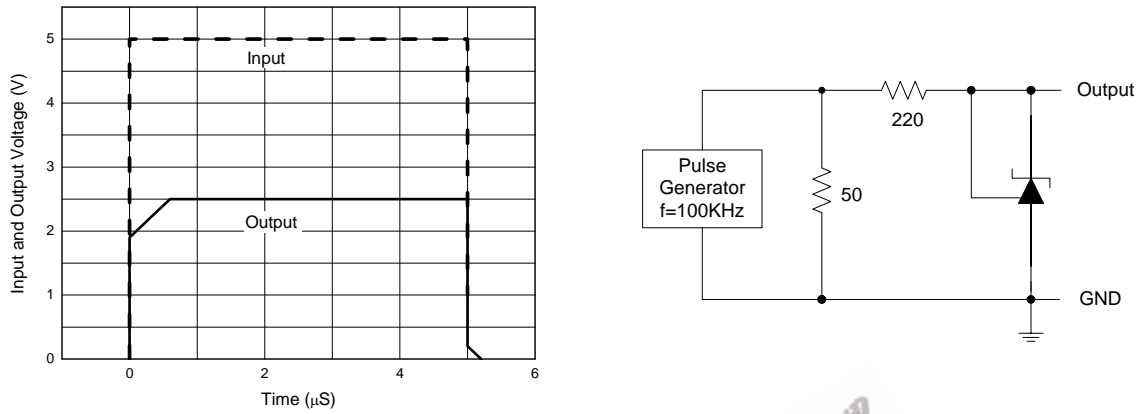 Input and Output Voltage (V)
5
4
3
2
1
0
Input
Output
0
2
4
6
Time (μS)
Pulse
Generator
f=100KHz
50
220
Output
GND